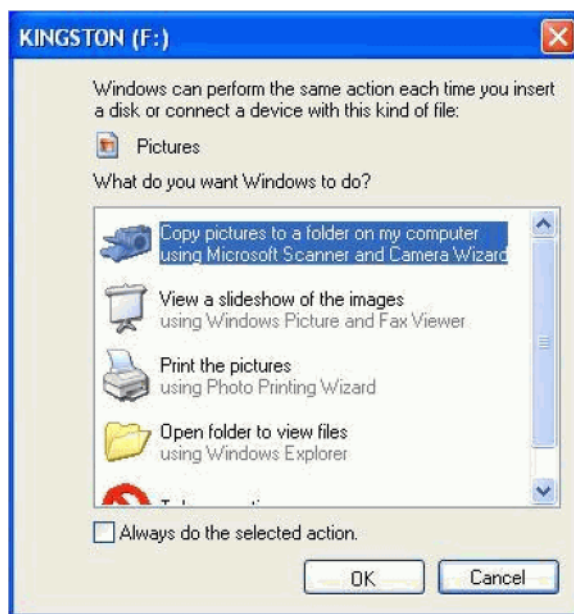 KINGSTON (F:)
Windows can perform the same action each time you insert
a disk or connect a device with this kind of file:
Pictures
What do you want Windows to do?
Copy pictures to a folder on my computer
using Microsoft Scanner and Camera Wizard
View a slideshow of the images
using Windows Picture and Fax Viewer
Print the pictures
using Photo Printing Wizard
Open folder to view files
using Windows Explorer
Always do the selected action.
OK
Cancel